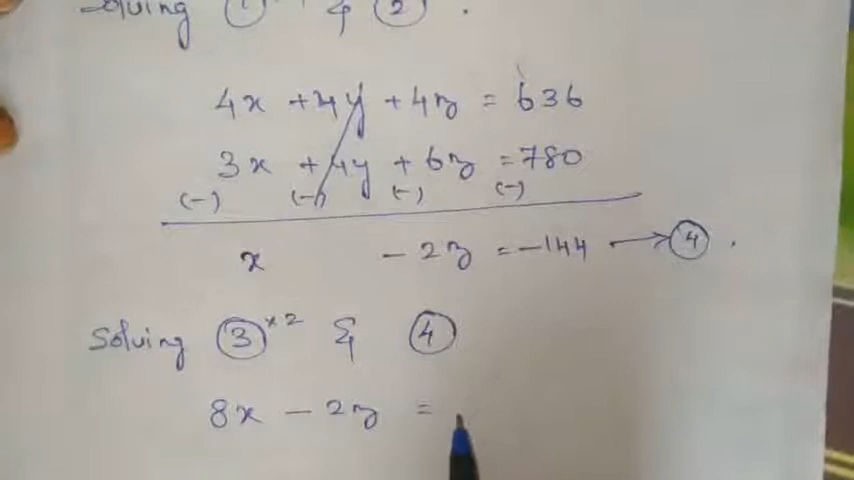 Solving ① & ② .
4x + 4y + 4z = 636
3x + 4y + 6z = 780
(-) (-) (-) (-)
x - 2z = -144 → ④ .
Solving ③ ×2 & ④
8x - 2z =